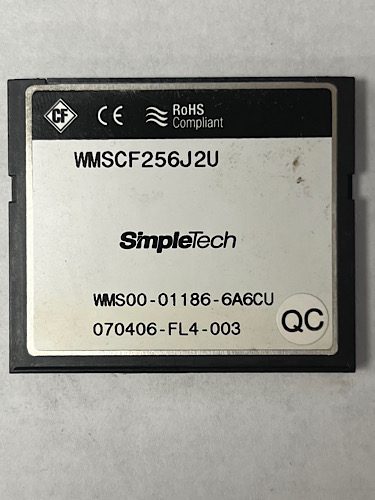 CF CE RoHS
Compliant
WMSCF256J2U
SimpleTech
WMS00-01186-6A6CU
070406-FL4-003
QC